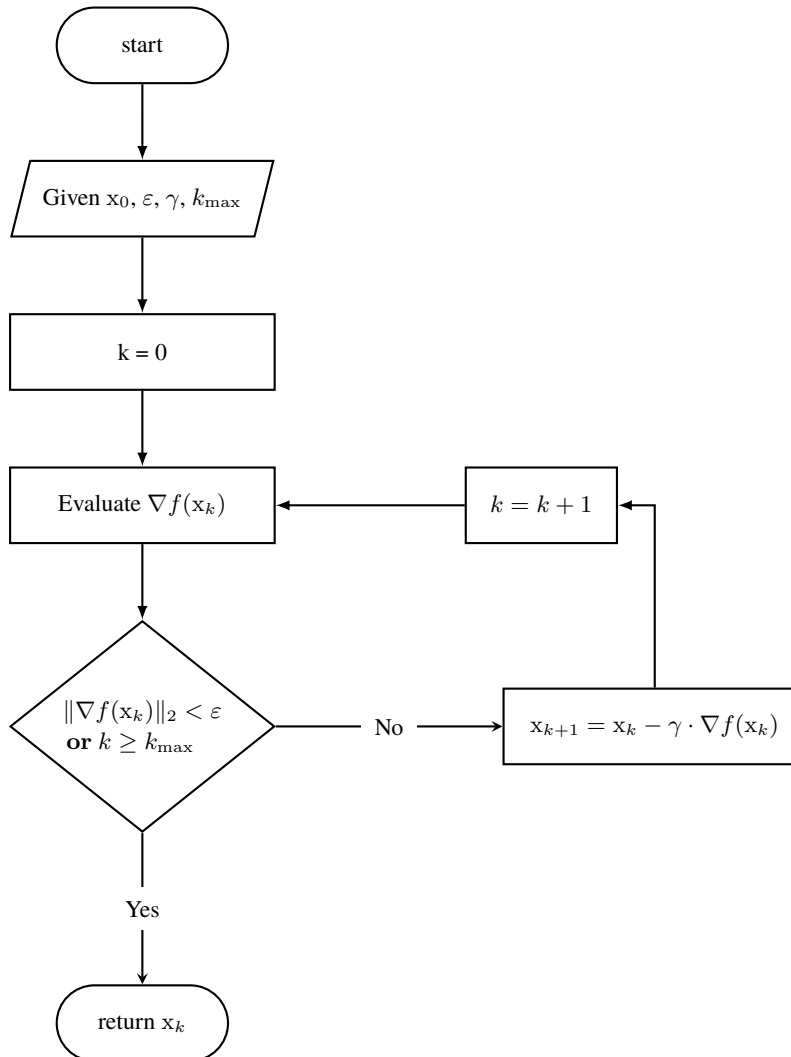 start
Given x₀, ε, γ, k_max
k = 0
Evaluate ∇f(x_k)
k = k + 1
‖∇f(x_k)‖₂ < ε
or k ≥ k_max
No
x_{k+1} = x_k − γ · ∇f(x_k)
Yes
return x_k